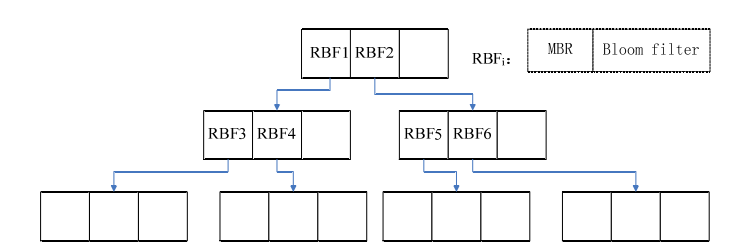 RBF1 RBF2
RBFi: MBR Bloom filter
RBF3 RBF4 RBF5 RBF6